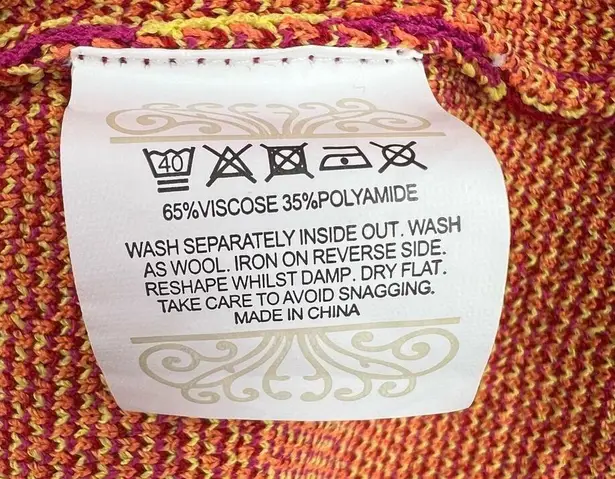 40
65%VISCOSE 35%POLYAMIDE
WASH SEPARATELY INSIDE OUT. WASH
AS WOOL. IRON ON REVERSE SIDE.
RESHAPE WHILST DAMP. DRY FLAT.
TAKE CARE TO AVOID SNAGGING.
MADE IN CHINA